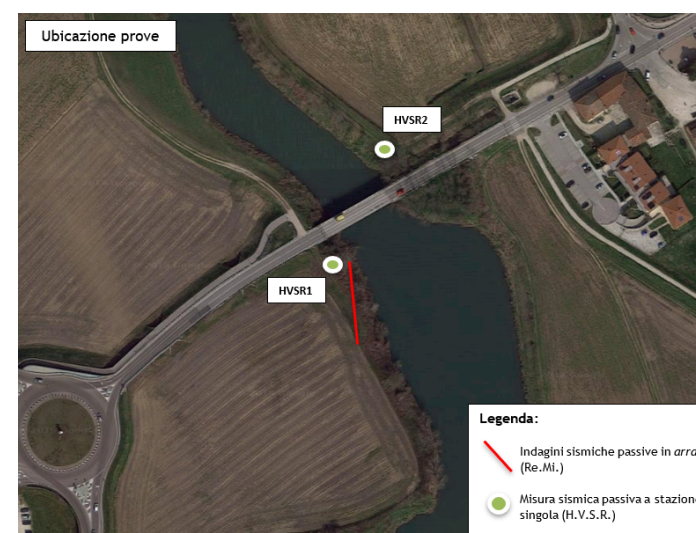 Ubicazione prove
HVSR2
HVSR1
Legenda:
Indagini sismiche passive in arra
(Re.Mi.)
Misura sismica passiva a stazione
singola (H.V.S.R.)